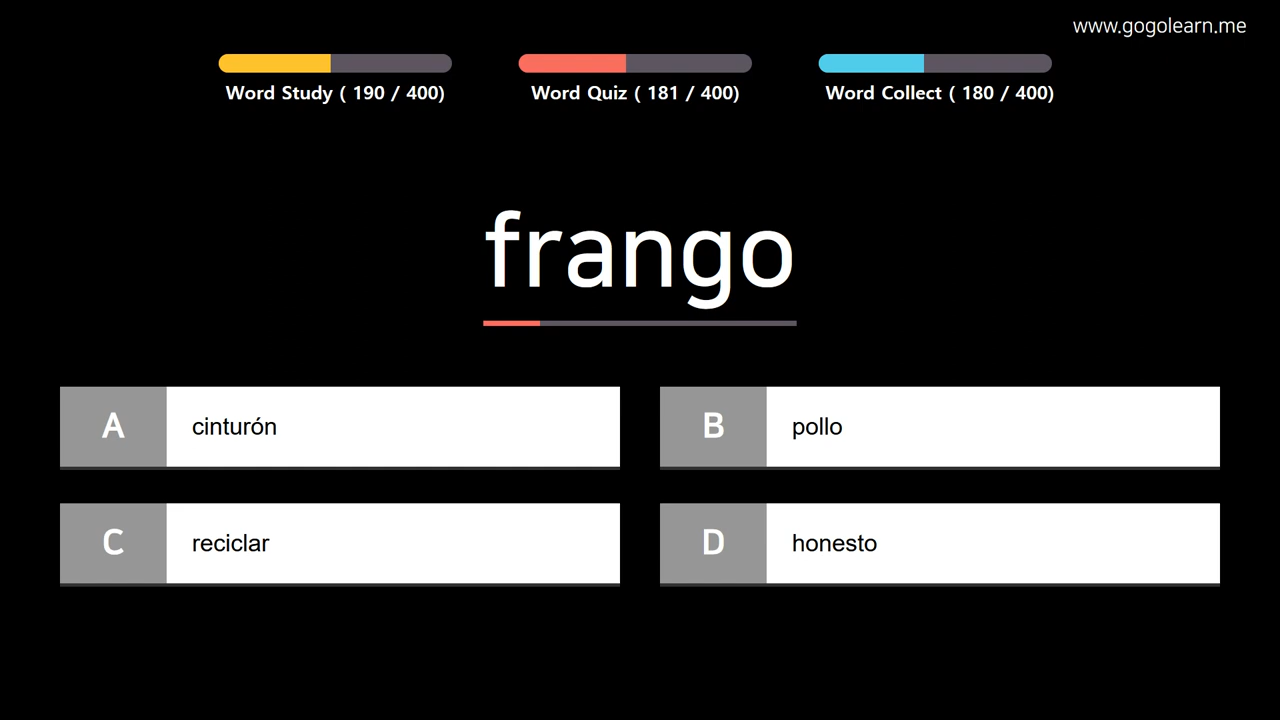 www.gogolearn.me
Word Study ( 190 / 400)
Word Quiz ( 181 / 400)
Word Collect ( 180 / 400)
frango
A
cinturón
B
pollo
C
reciclar
D
honesto